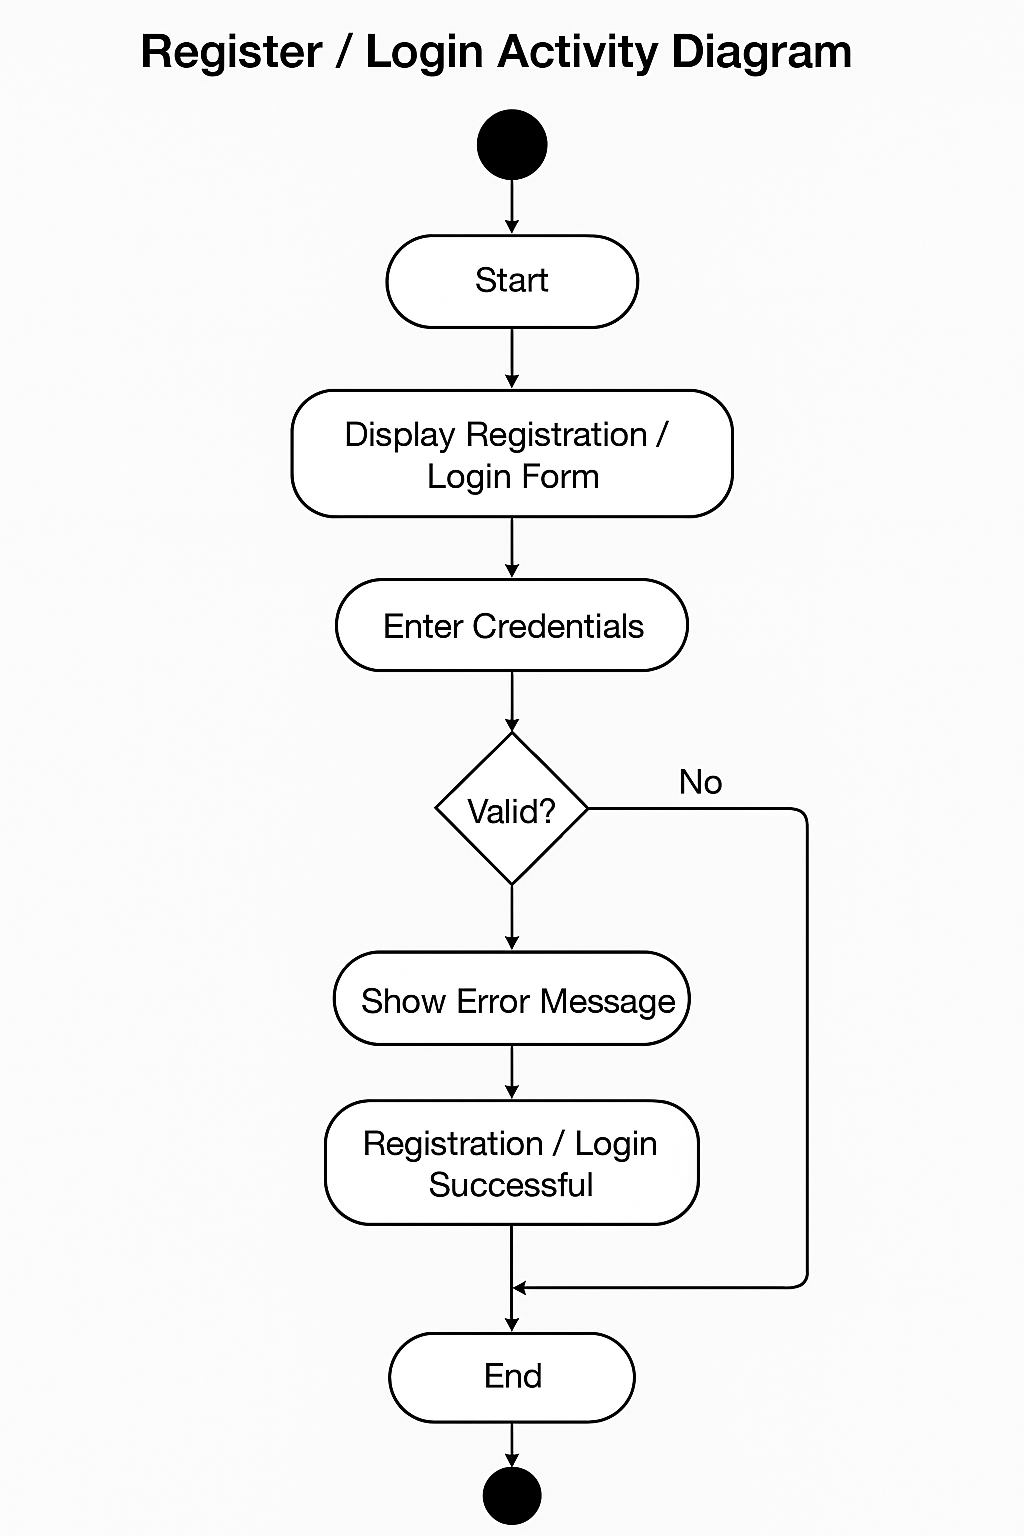 Register / Login Activity Diagram
Start
Display Registration /
Login Form
Enter Credentials
Valid?
No
Show Error Message
Registration / Login
Successful
End